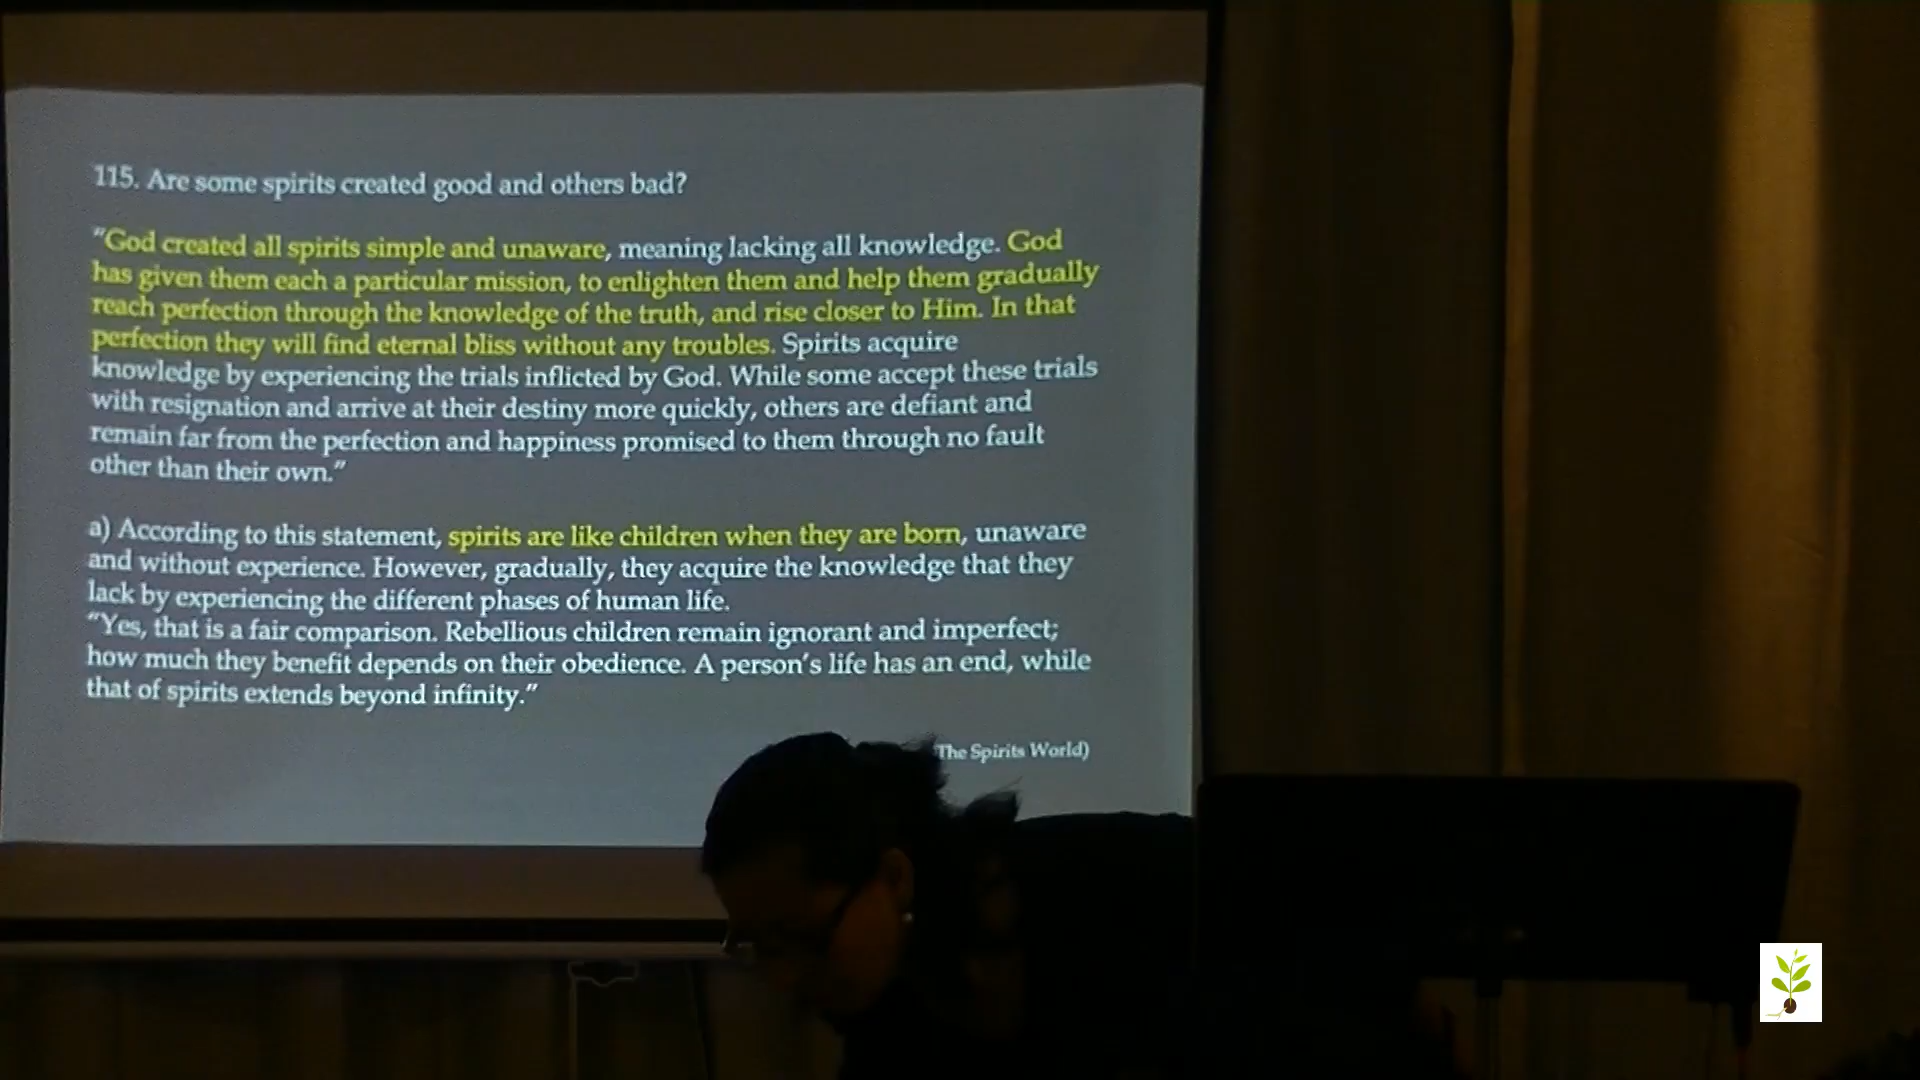 115. Are some spirits created good and others bad?
"God created all spirits simple and unaware, meaning lacking all knowledge. God
has given them each a particular mission, to enlighten them and help them gradually
reach perfection through the knowledge of the truth, and rise closer to Him. In that
perfection they will find eternal bliss without any troubles. Spirits acquire
knowledge by experiencing the trials inflicted by God. While some accept these trials
with resignation and arrive at their destiny more quickly, others are defiant and
remain far from the perfection and happiness promised to them through no fault
other than their own."
a) According to this statement, spirits are like children when they are born, unaware
and without experience. However, gradually, they acquire the knowledge that they
lack by experiencing the different phases of human life.
"Yes, that is a fair comparison. Rebellious children remain ignorant and imperfect;
how much they benefit depends on their obedience. A person's life has an end, while
that of spirits extends beyond infinity."
The Spirits World)